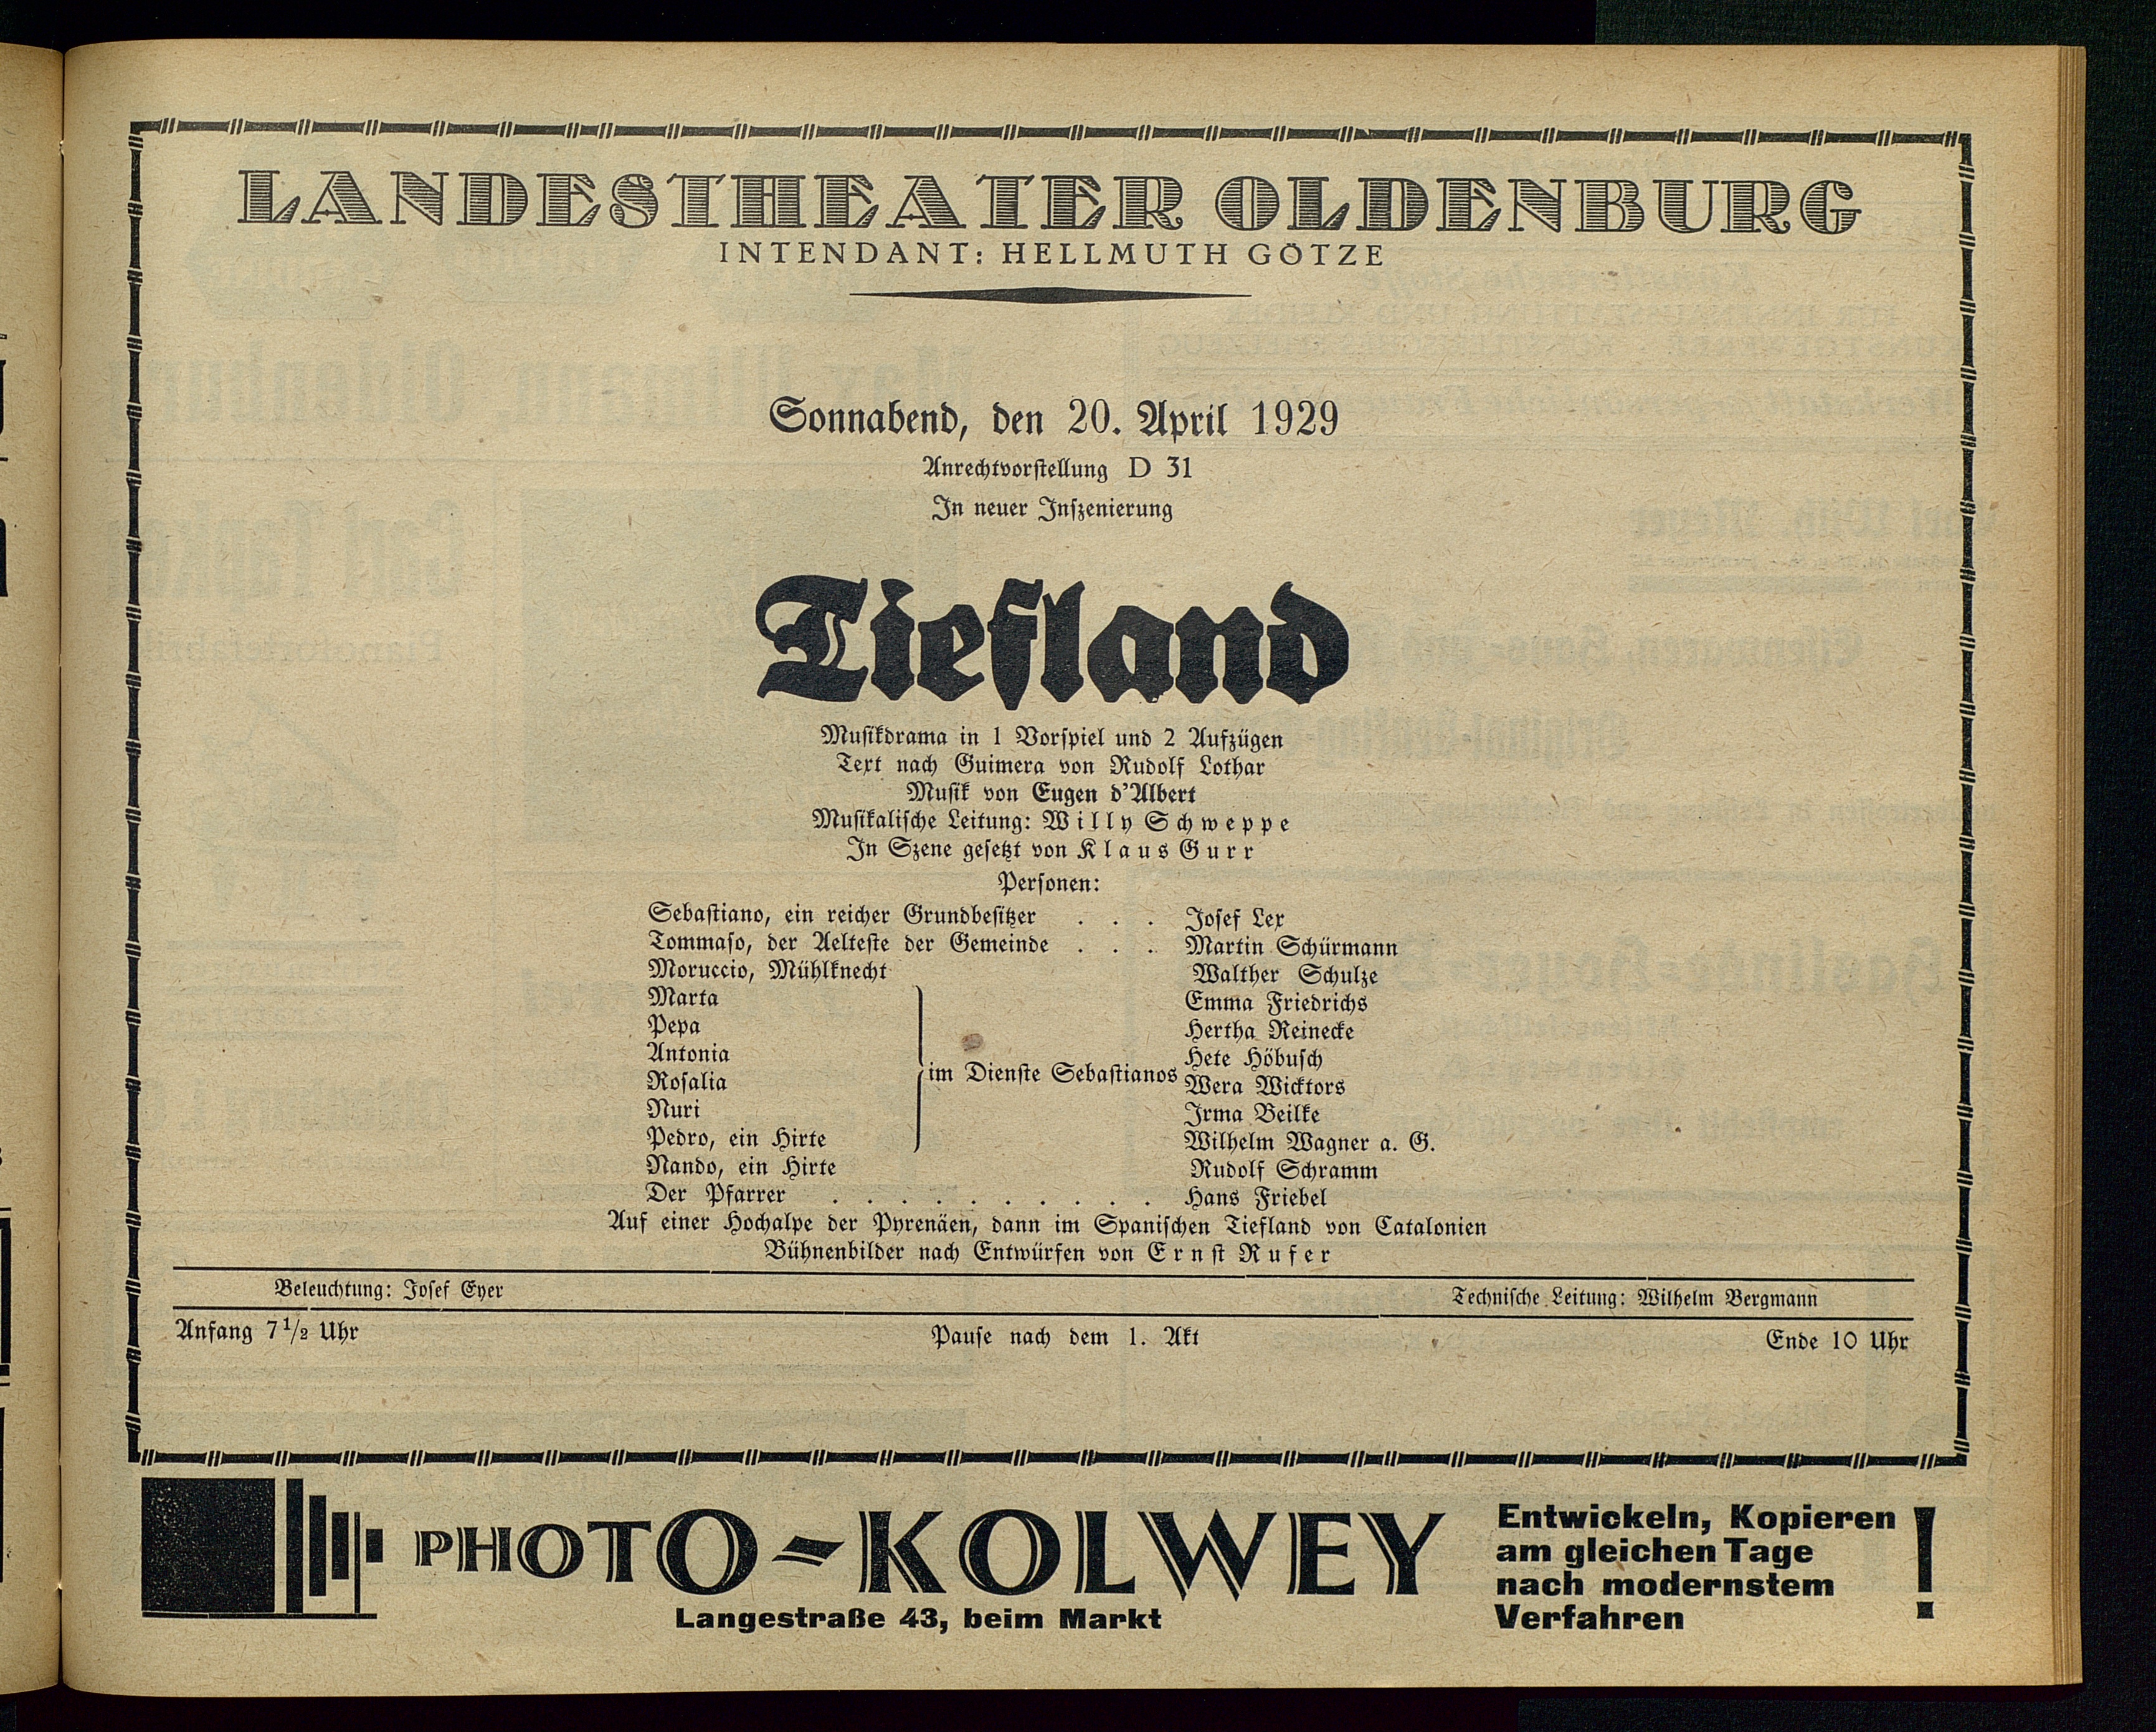 LANDESTHEATER OLDENBURG
INTENDANT: HELLMUTH GÖTZE
Sonnabend, den 20. April 1929
Anrechtvorstellung D 31
In neuer Inszenierung
Tiefland
Musikdrama in 1 Vorspiel und 2 Aufzügen
Text nach Guimera von Rudolf Lothar
Musik von Eugen d'Albert
Musikalische Leitung: Willy Schweppe
In Szene gesetzt von Klaus Gurr
Personen:
Sebastiano, ein reicher Grundbesitzer . . . Josef Lex
Tommaso, der Aelteste der Gemeinde . . . Martin Schürmann
Moruccio, Mühlknecht Walther Schulze
Marta Emma Friedrichs
Pepa Hertha Reinecke
Antonia Hete Höbusch
im Dienste Sebastianos
Rosalia Wera Wicktors
Nuri Irma Beilke
Pedro, ein Hirte Wilhelm Wagner a. G.
Nando, ein Hirte Rudolf Schramm
Der Pfarrer . . . . . . . . . . Hans Friebel
Auf einer Hochalpe der Pyrenäen, dann im Spanischen Tiefland von Catalonien
Bühnenbilder nach Entwürfen von Ernst Rufer
Beleuchtung: Josef Eyer Technische Leitung: Wilhelm Bergmann
Anfang 7½ Uhr Pause nach dem 1. Akt Ende 10 Uhr
PHOTO-KOLWEY
Langestraße 43, beim Markt
Entwickeln, Kopieren
am gleichen Tage
nach modernstem
Verfahren !